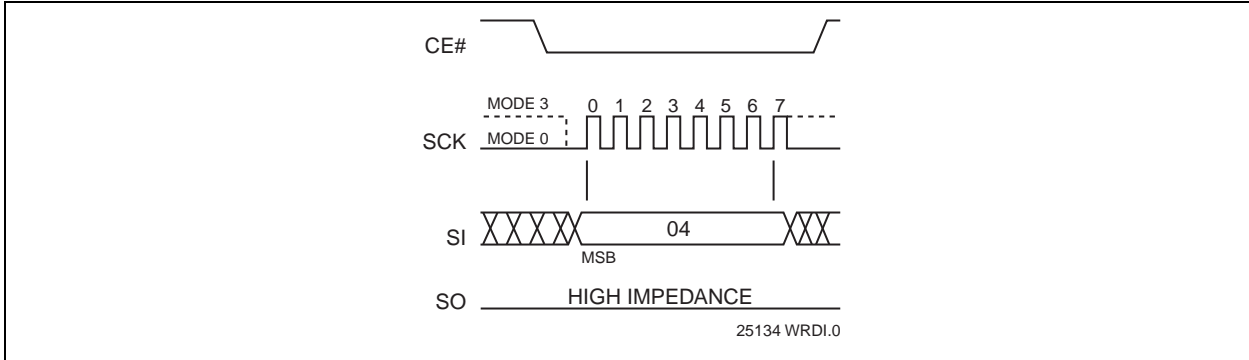 CE#
MODE 3 0 1 2 3 4 5 6 7
SCK MODE 0
SI 04
MSB
SO HIGH IMPEDANCE
25134 WRDI.0